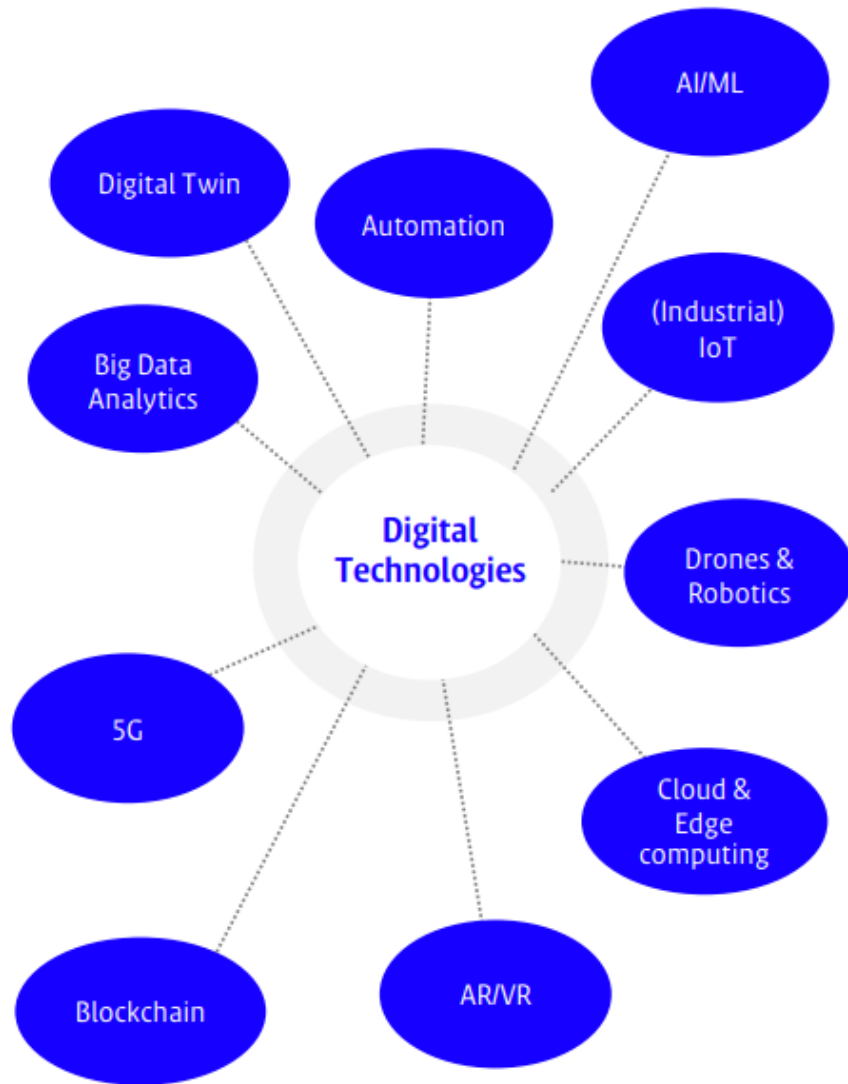 AI/ML
Digital Twin
Automation
(Industrial)
IoT
Big Data
Analytics
Digital
Technologies
Drones &
Robotics
5G
Cloud &
Edge
computing
Blockchain
AR/VR